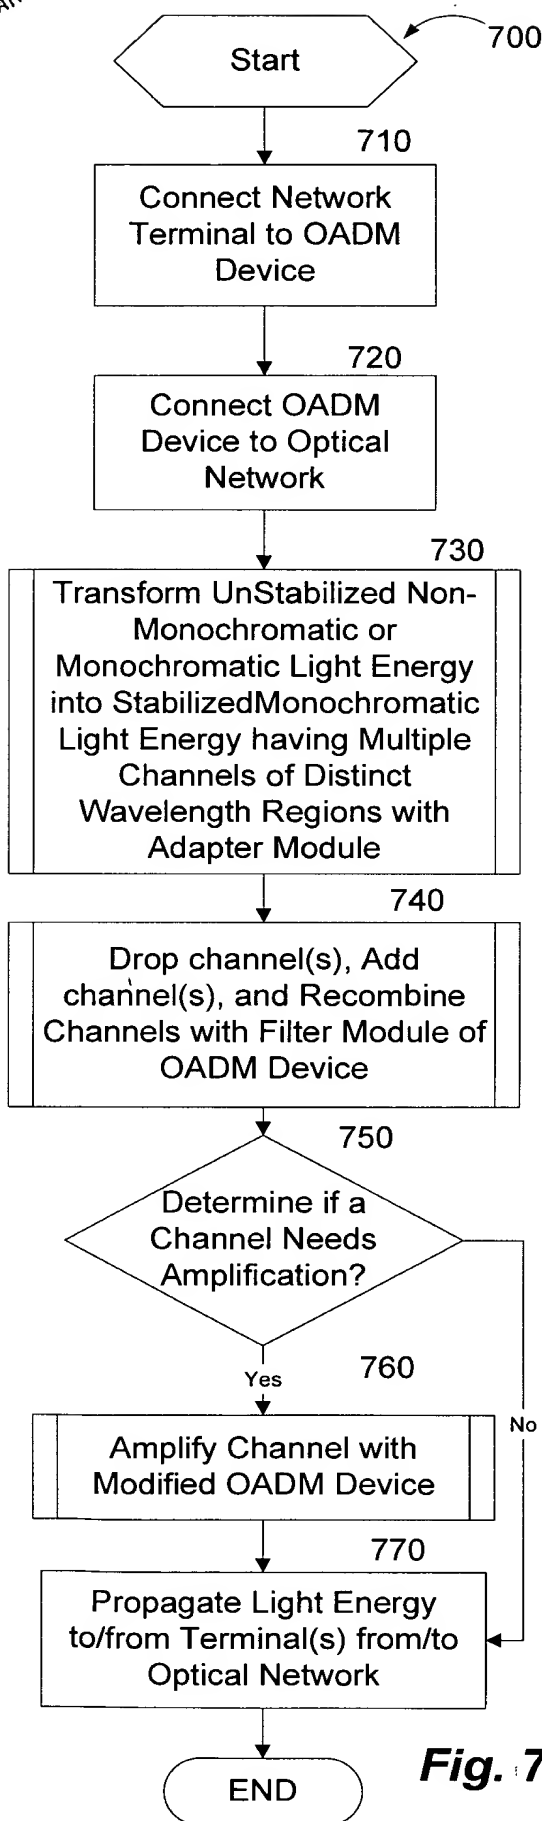 Start
700
710
Connect Network
Terminal to OADM
Device
720
Connect OADM
Device to Optical
Network
730
Transform UnStabilized Non-
Monochromatic or
Monochromatic Light Energy
into StabilizedMonochromatic
Light Energy having Multiple
Channels of Distinct
Wavelength Regions with
Adapter Module
740
Drop channel(s), Add
channel(s), and Recombine
Channels with Filter Module of
OADM Device
750
Determine if a
Channel Needs
Amplification?
Yes
760
No
Amplify Channel with
Modified OADM Device
770
Propagate Light Energy
to/from Terminal(s) from/to
Optical Network
END
Fig. 7